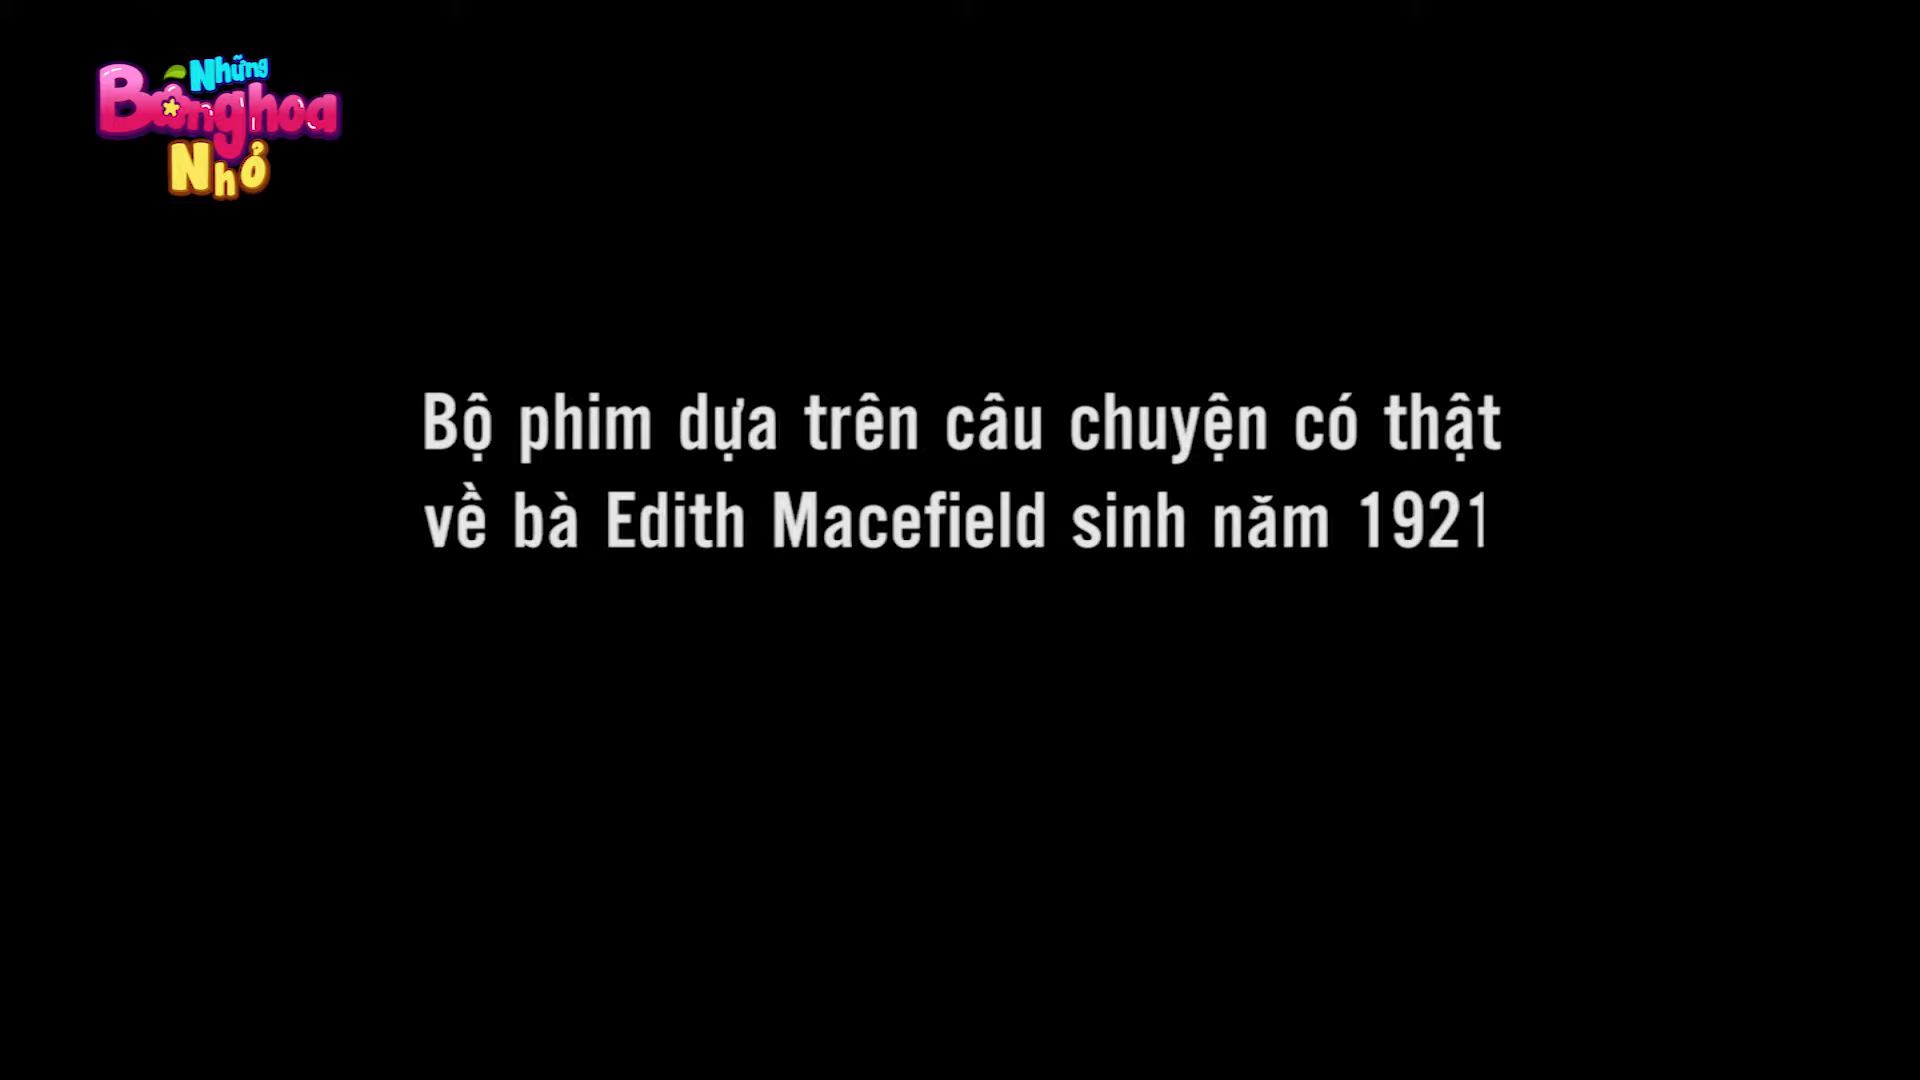 Những
Bông hoa
Nhỏ
Bộ phim dựa trên câu chuyện có thật
về bà Edith Macefield sinh năm 1921